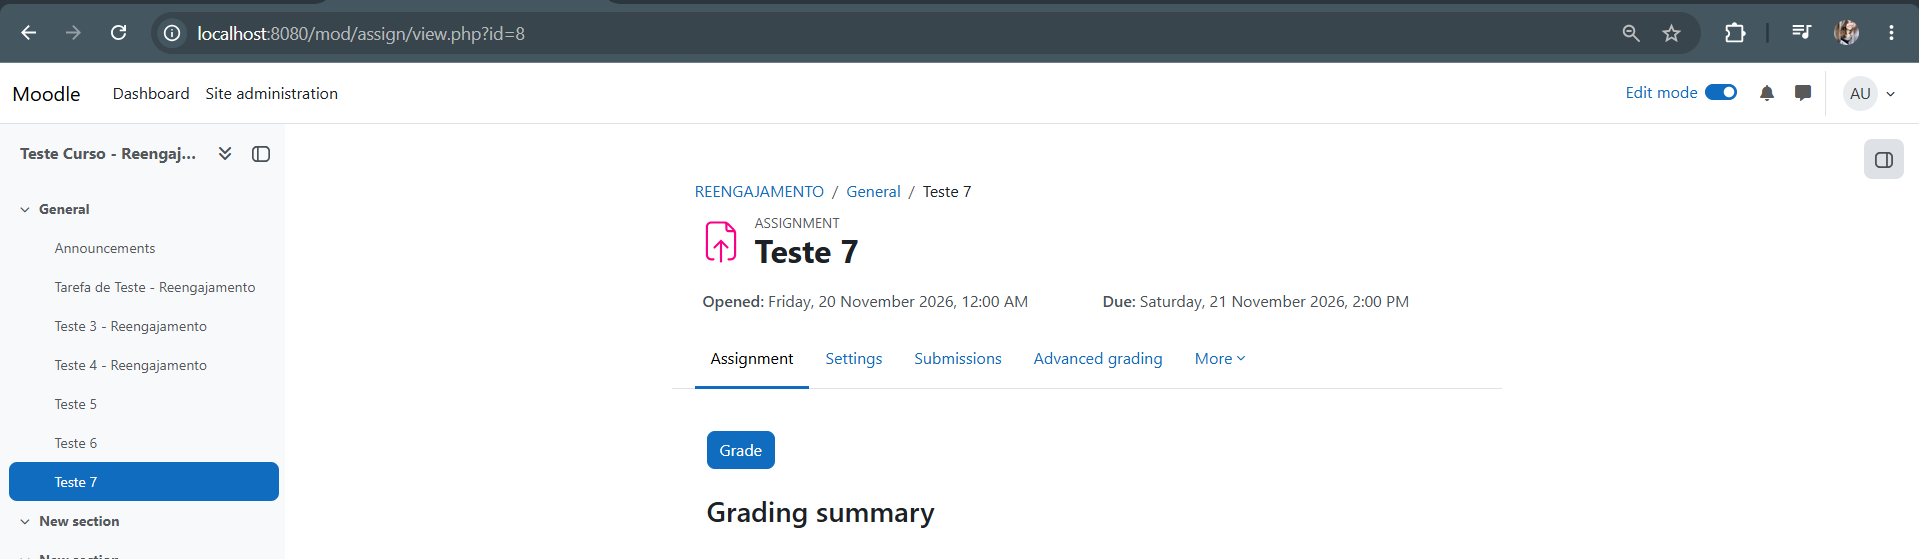 localhost:8080/mod/assign/view.php?id=8
Moodle Dashboard Site administration Edit mode AU
Teste Curso - Reengaj...
General
Announcements
Tarefa de Teste - Reengajamento
Teste 3 - Reengajamento
Teste 4 - Reengajamento
Teste 5
Teste 6
Teste 7
New section
New section
REENGAJAMENTO / General / Teste 7
ASSIGNMENT
Teste 7
Opened: Friday, 20 November 2026, 12:00 AM Due: Saturday, 21 November 2026, 2:00 PM
Assignment Settings Submissions Advanced grading More
Grade
Grading summary